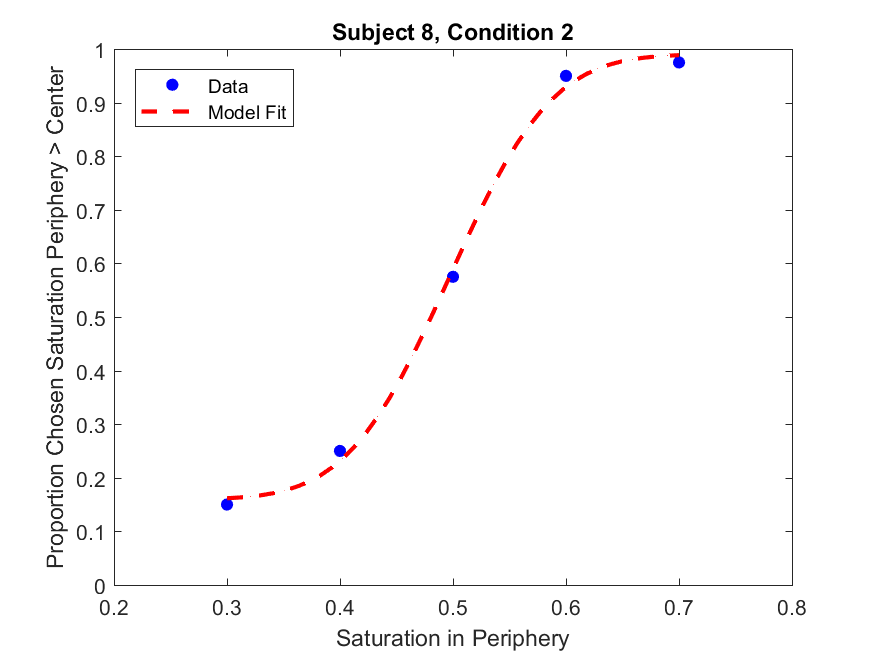 Subject 8, Condition 2
Proportion Chosen Saturation Periphery > Center
1
0.9
0.8
0.7
0.6
0.5
0.4
0.3
0.2
0.1
0
Data
Model Fit
0.2 0.3 0.4 0.5 0.6 0.7 0.8
Saturation in Periphery